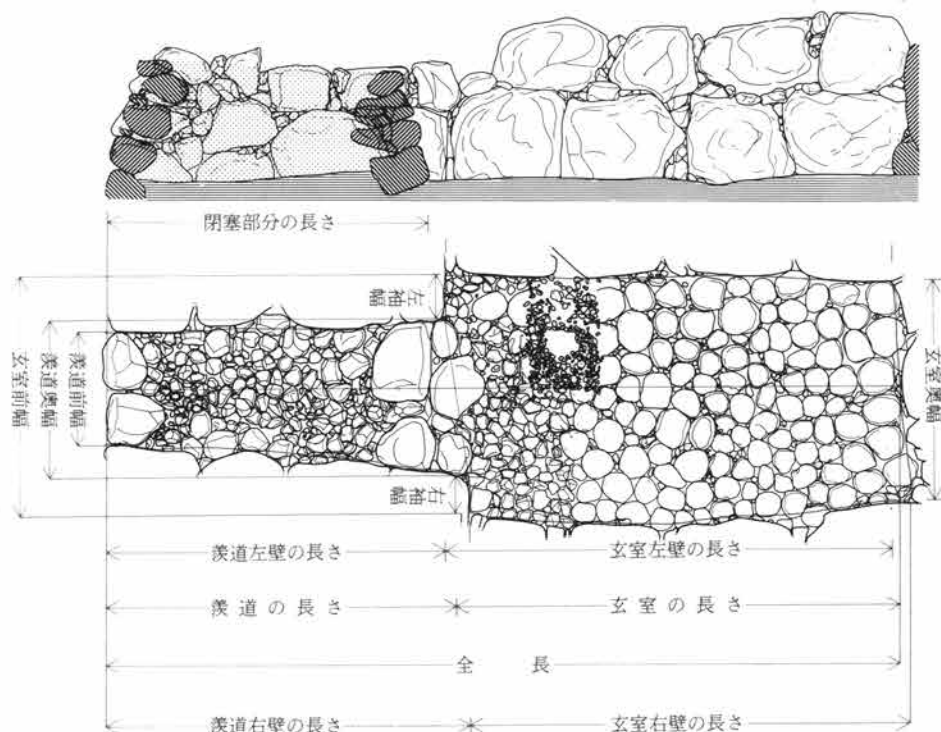 閉塞部分の長さ
左袖幅
玄室前幅
羨道奥幅
羨道前幅
玄室奥幅
右袖幅
羨道左壁の長さ
玄室左壁の長さ
羨道の長さ
玄室の長さ
全長
羨道右壁の長さ
玄室右壁の長さ